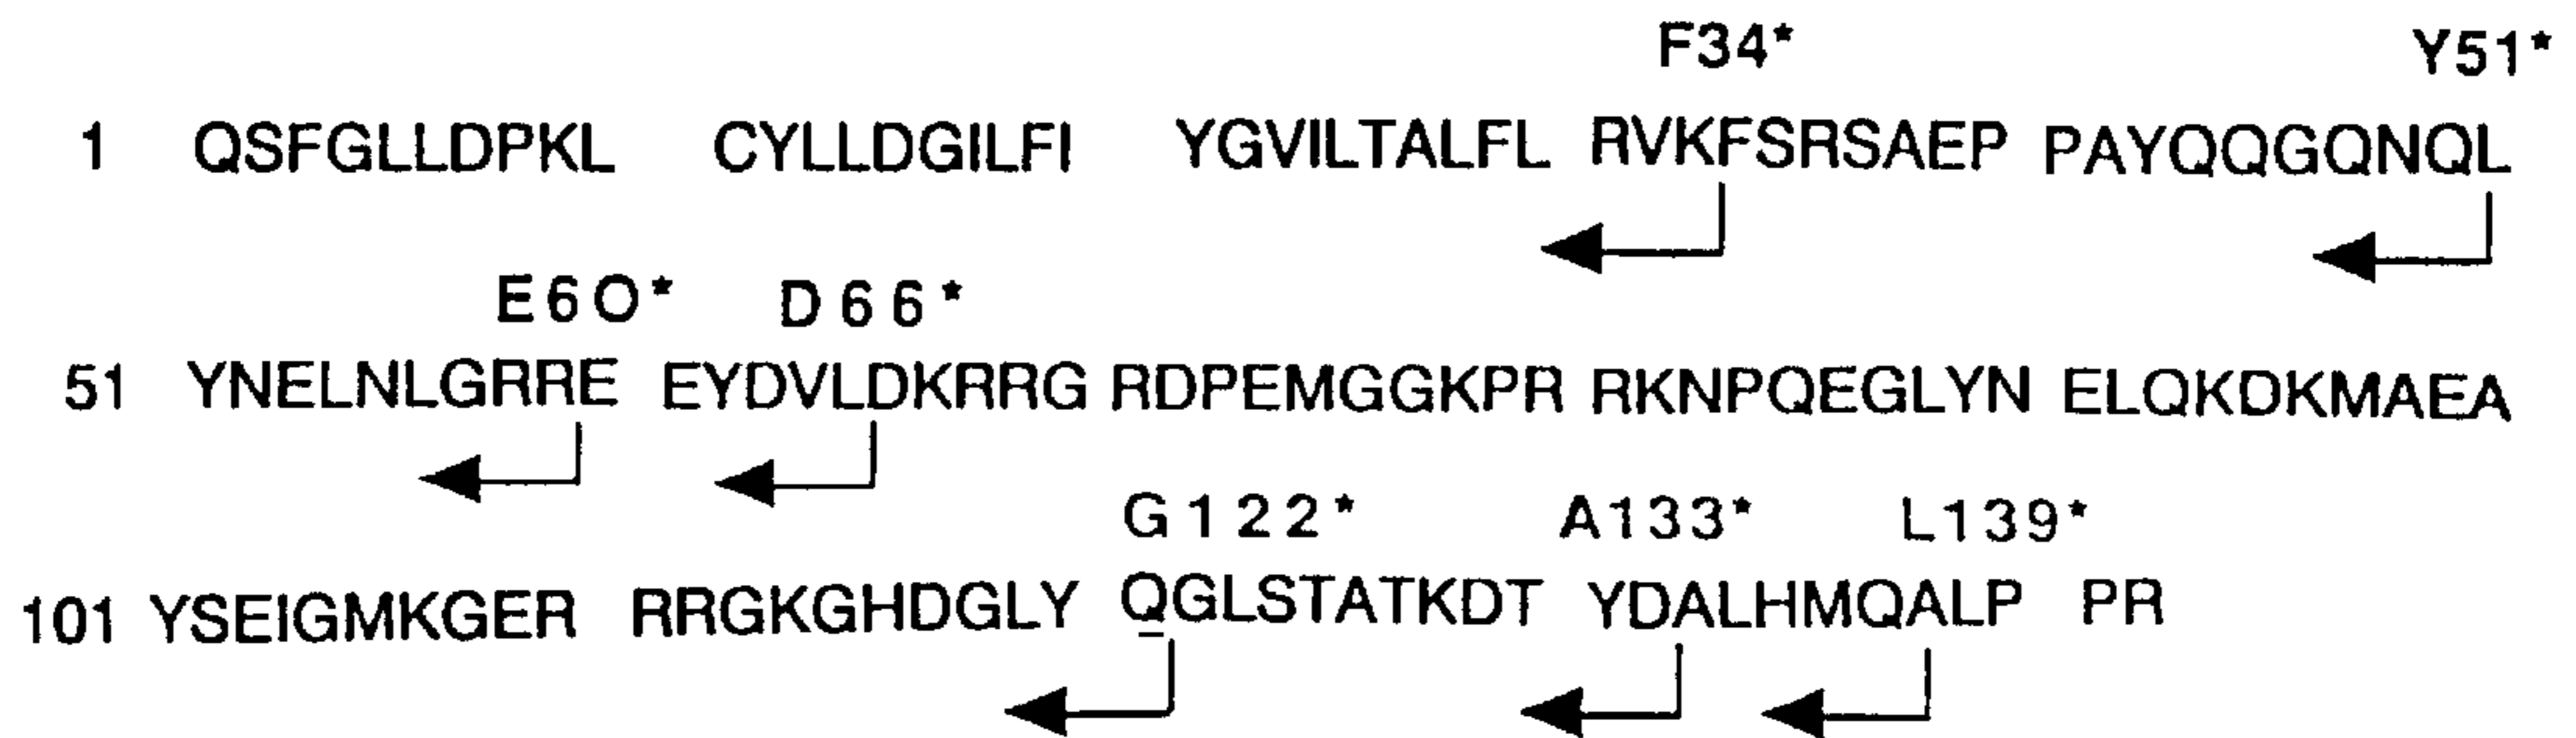 F34* Y51*
1 QSFGLLDPKL CYLLDGILFI YGVILTALFL RVKFSRSAEP PAYQQGQNQL
E6O* D66*
51 YNELNLGRRE EYDVLDKRRG RDPEMGGKPR RKNPQEGLYN ELQKDKMAEA
G122* A133* L139*
101 YSEIGMKGER RRGKGHDGLY QGLSTATKDT YDALHMQALP PR